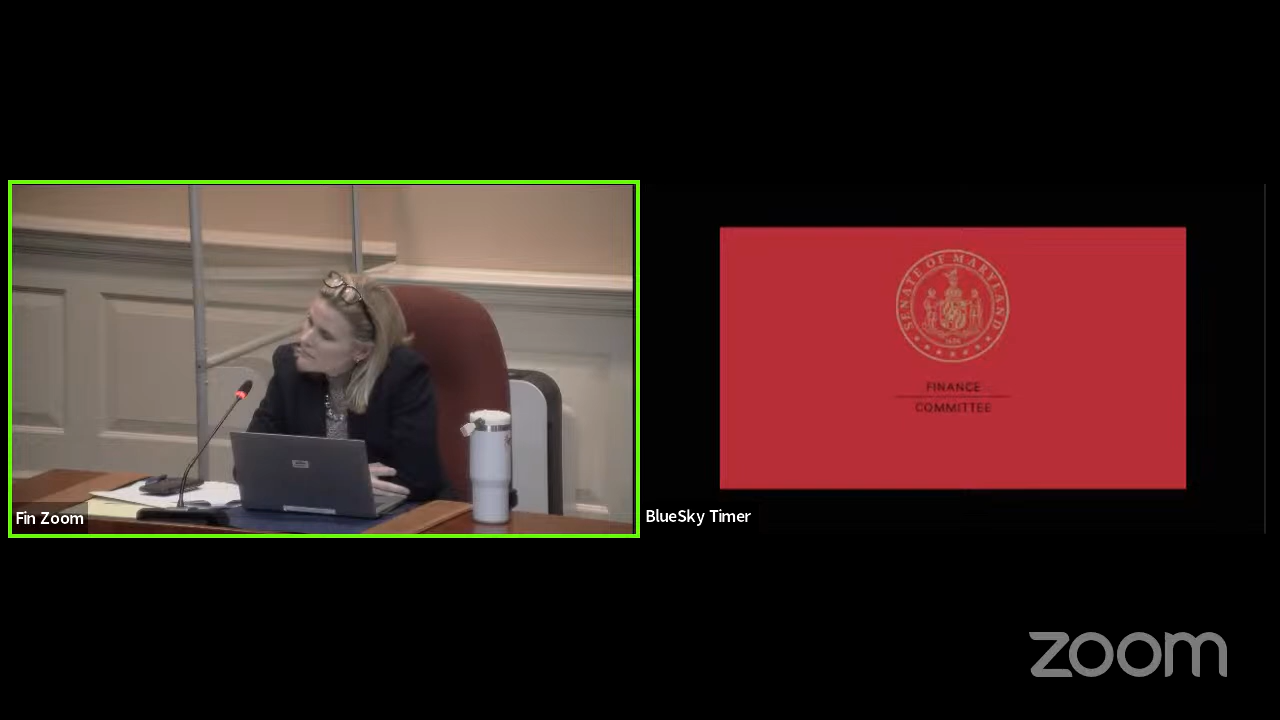 SENATE OF MARYLAND
FINANCE
COMMITTEE
Fin Zoom
BlueSky Timer
zoom